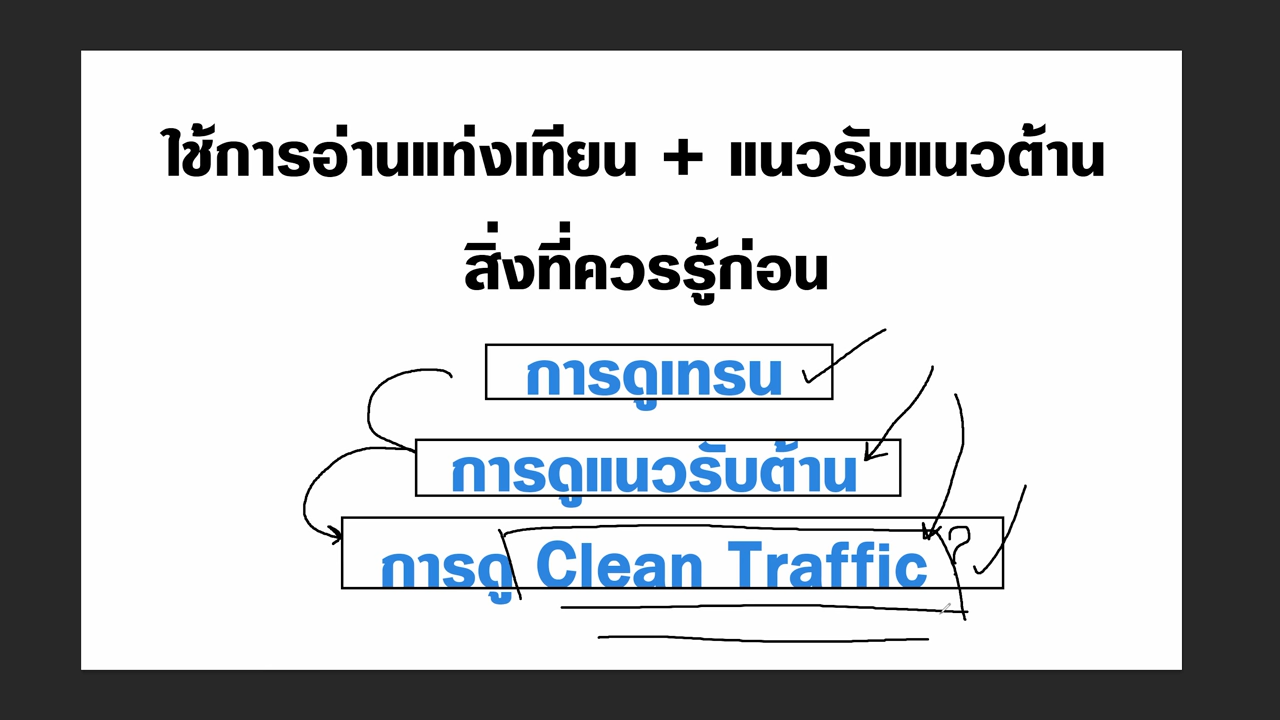 ใช้การอ่านแท่งเทียน + แนวรับแนวต้าน
สิ่งที่ควรรู้ก่อน
การดูเทรน
การดูแนวรับต้าน
การดู Clean Traffic ?